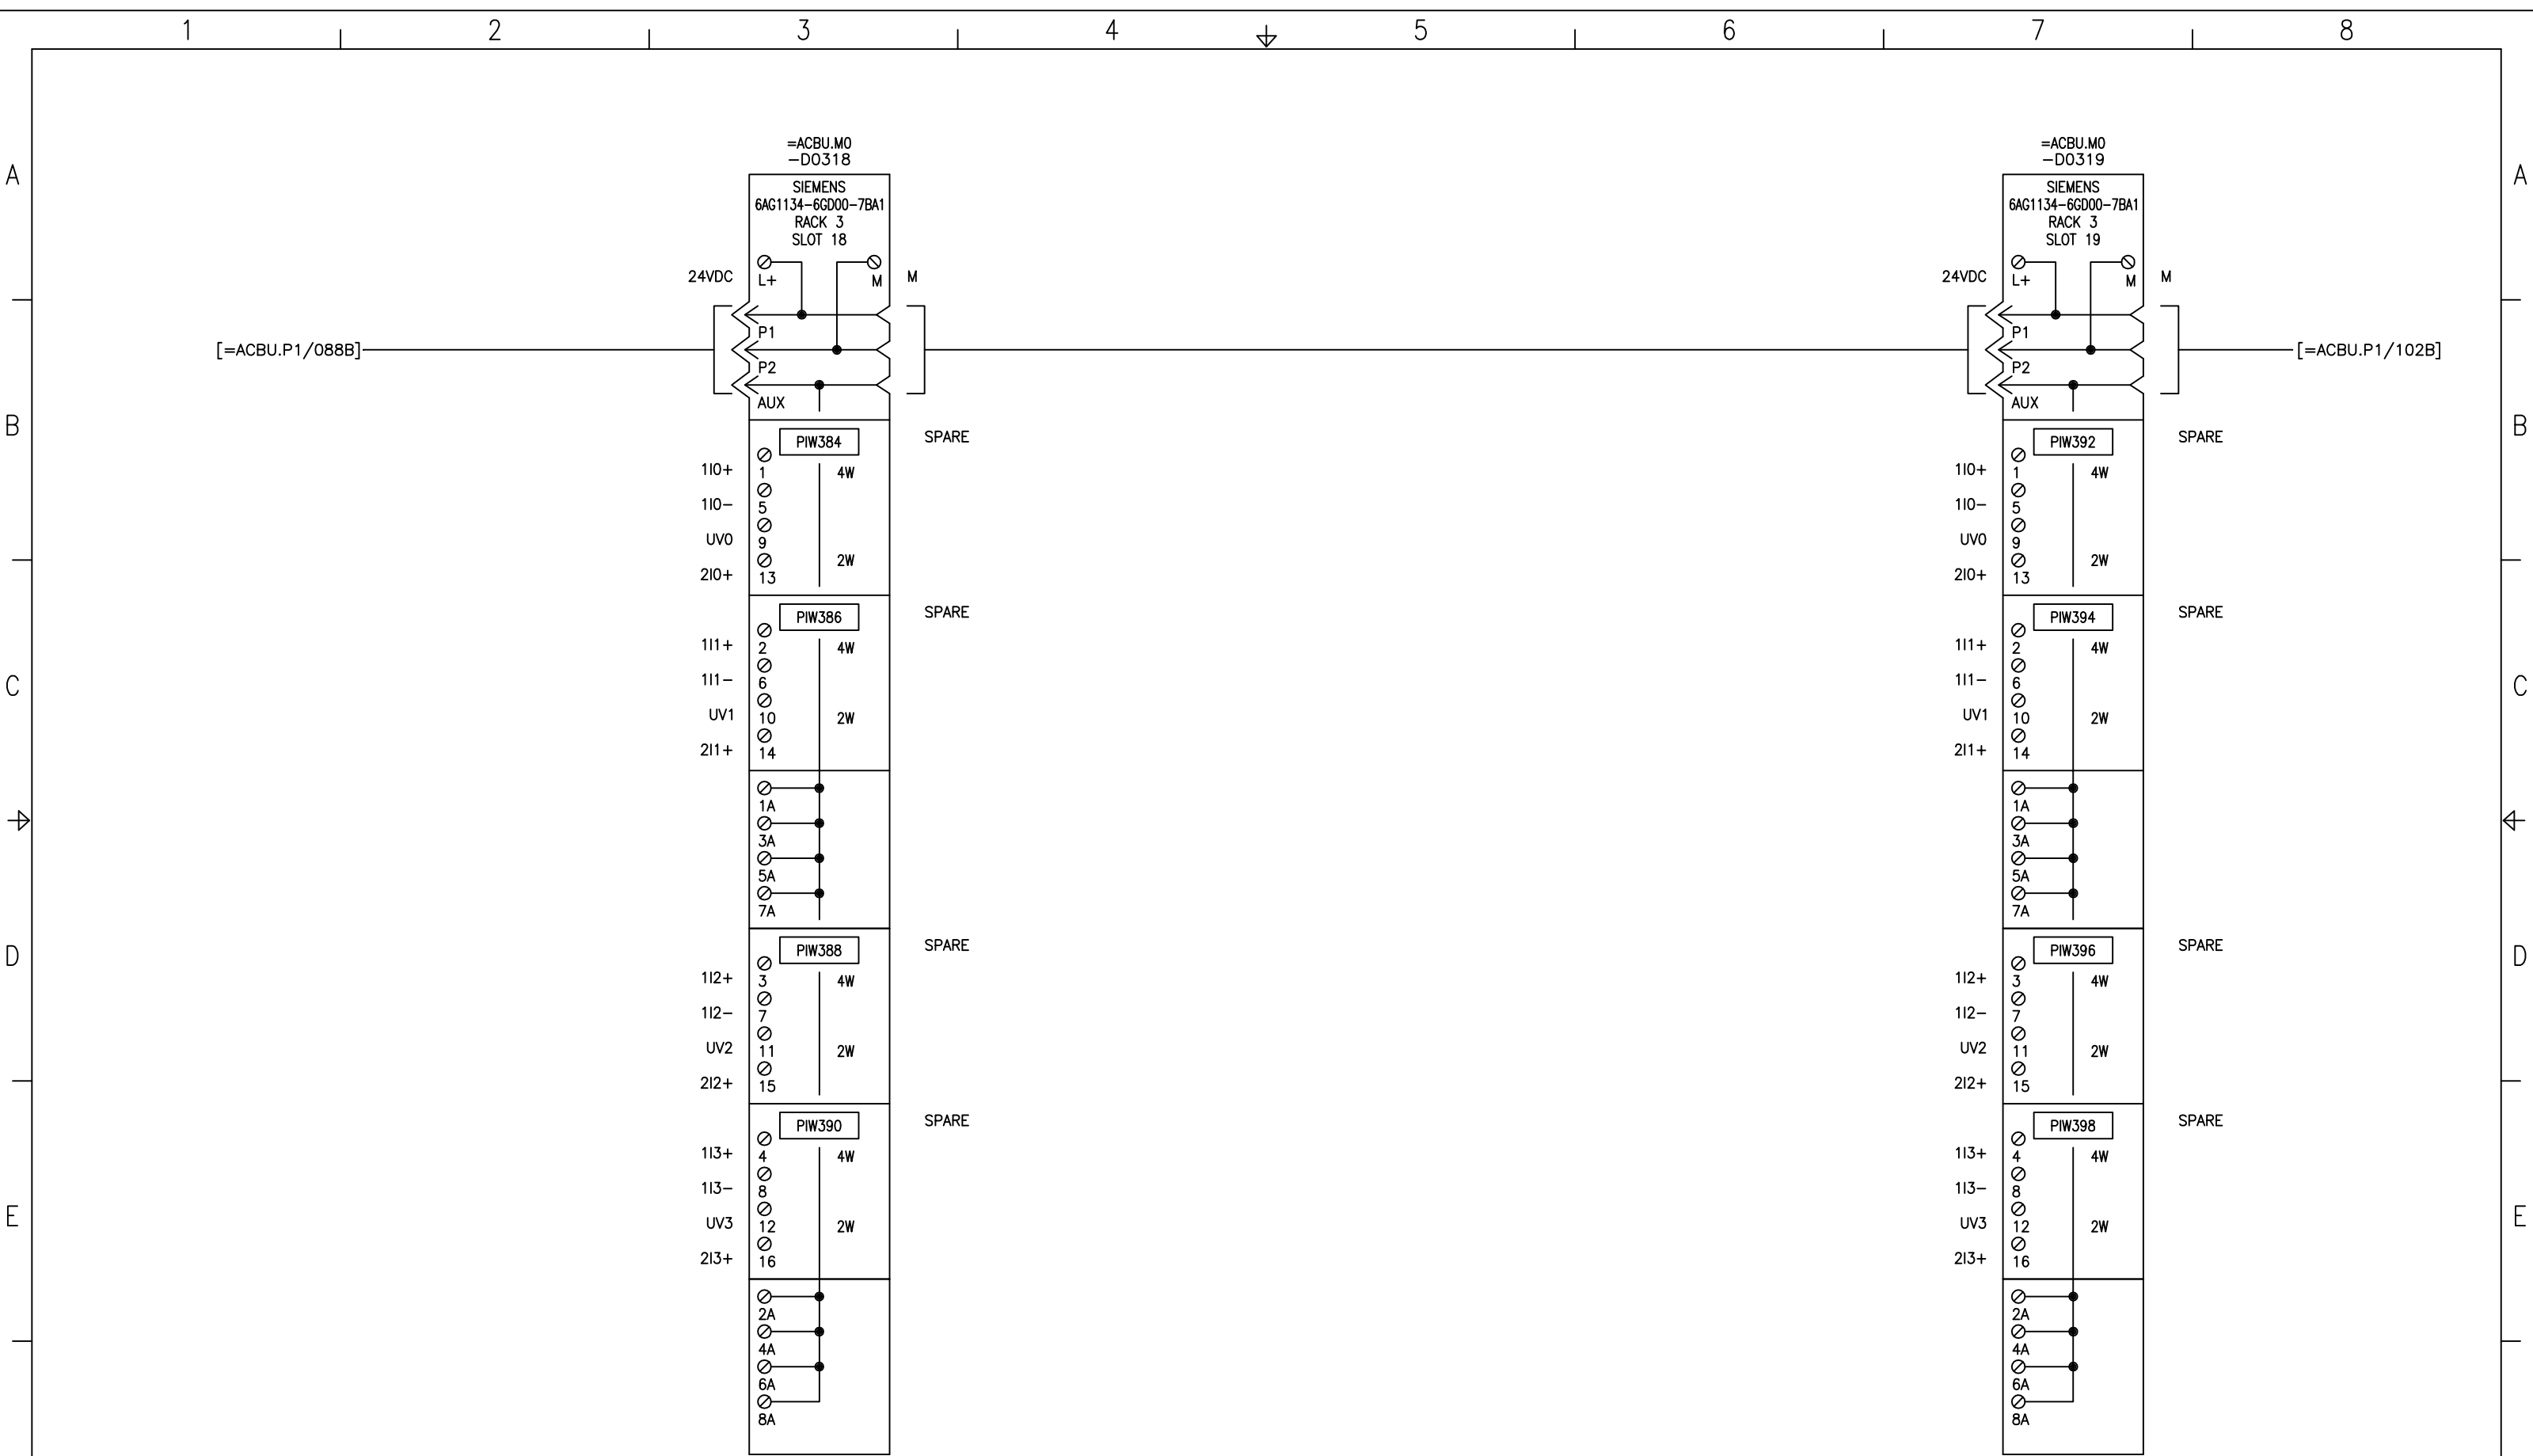 1 2 3 4 5 6 7 8
=ACBU.M0 =ACBU.M0
-D0318 -D0319
A A
SIEMENS SIEMENS
6AG1134-6GD00-7BA1 6AG1134-6GD00-7BA1
RACK 3 RACK 3
SLOT 18 SLOT 19
24VDC L+ M M 24VDC L+ M M
P1 P1
[=ACBU.P1/088B] [=ACBU.P1/102B]
P2 P2
AUX AUX
B B
PIW384 SPARE PIW392 SPARE
1I0+ 1 4W 1I0+ 1 4W
1I0- 5 1I0- 5
UV0 9 UV0 9
2W 2W
2I0+ 13 2I0+ 13
PIW386 SPARE PIW394 SPARE
1I1+ 2 4W 1I1+ 2 4W
1I1- 6 1I1- 6
C C
UV1 10 2W UV1 10 2W
2I1+ 14 2I1+ 14
1A 1A
3A 3A
5A 5A
7A 7A
D D
PIW388 SPARE PIW396 SPARE
1I2+ 3 4W 1I2+ 3 4W
1I2- 7 1I2- 7
UV2 11 2W UV2 11 2W
2I2+ 15 2I2+ 15
PIW390 SPARE PIW398 SPARE
1I3+ 4 4W 1I3+ 4 4W
1I3- 8 1I3- 8
E E
UV3 12 2W UV3 12 2W
2I3+ 16 2I3+ 16
2A 2A
4A 4A
6A 6A
8A 8A